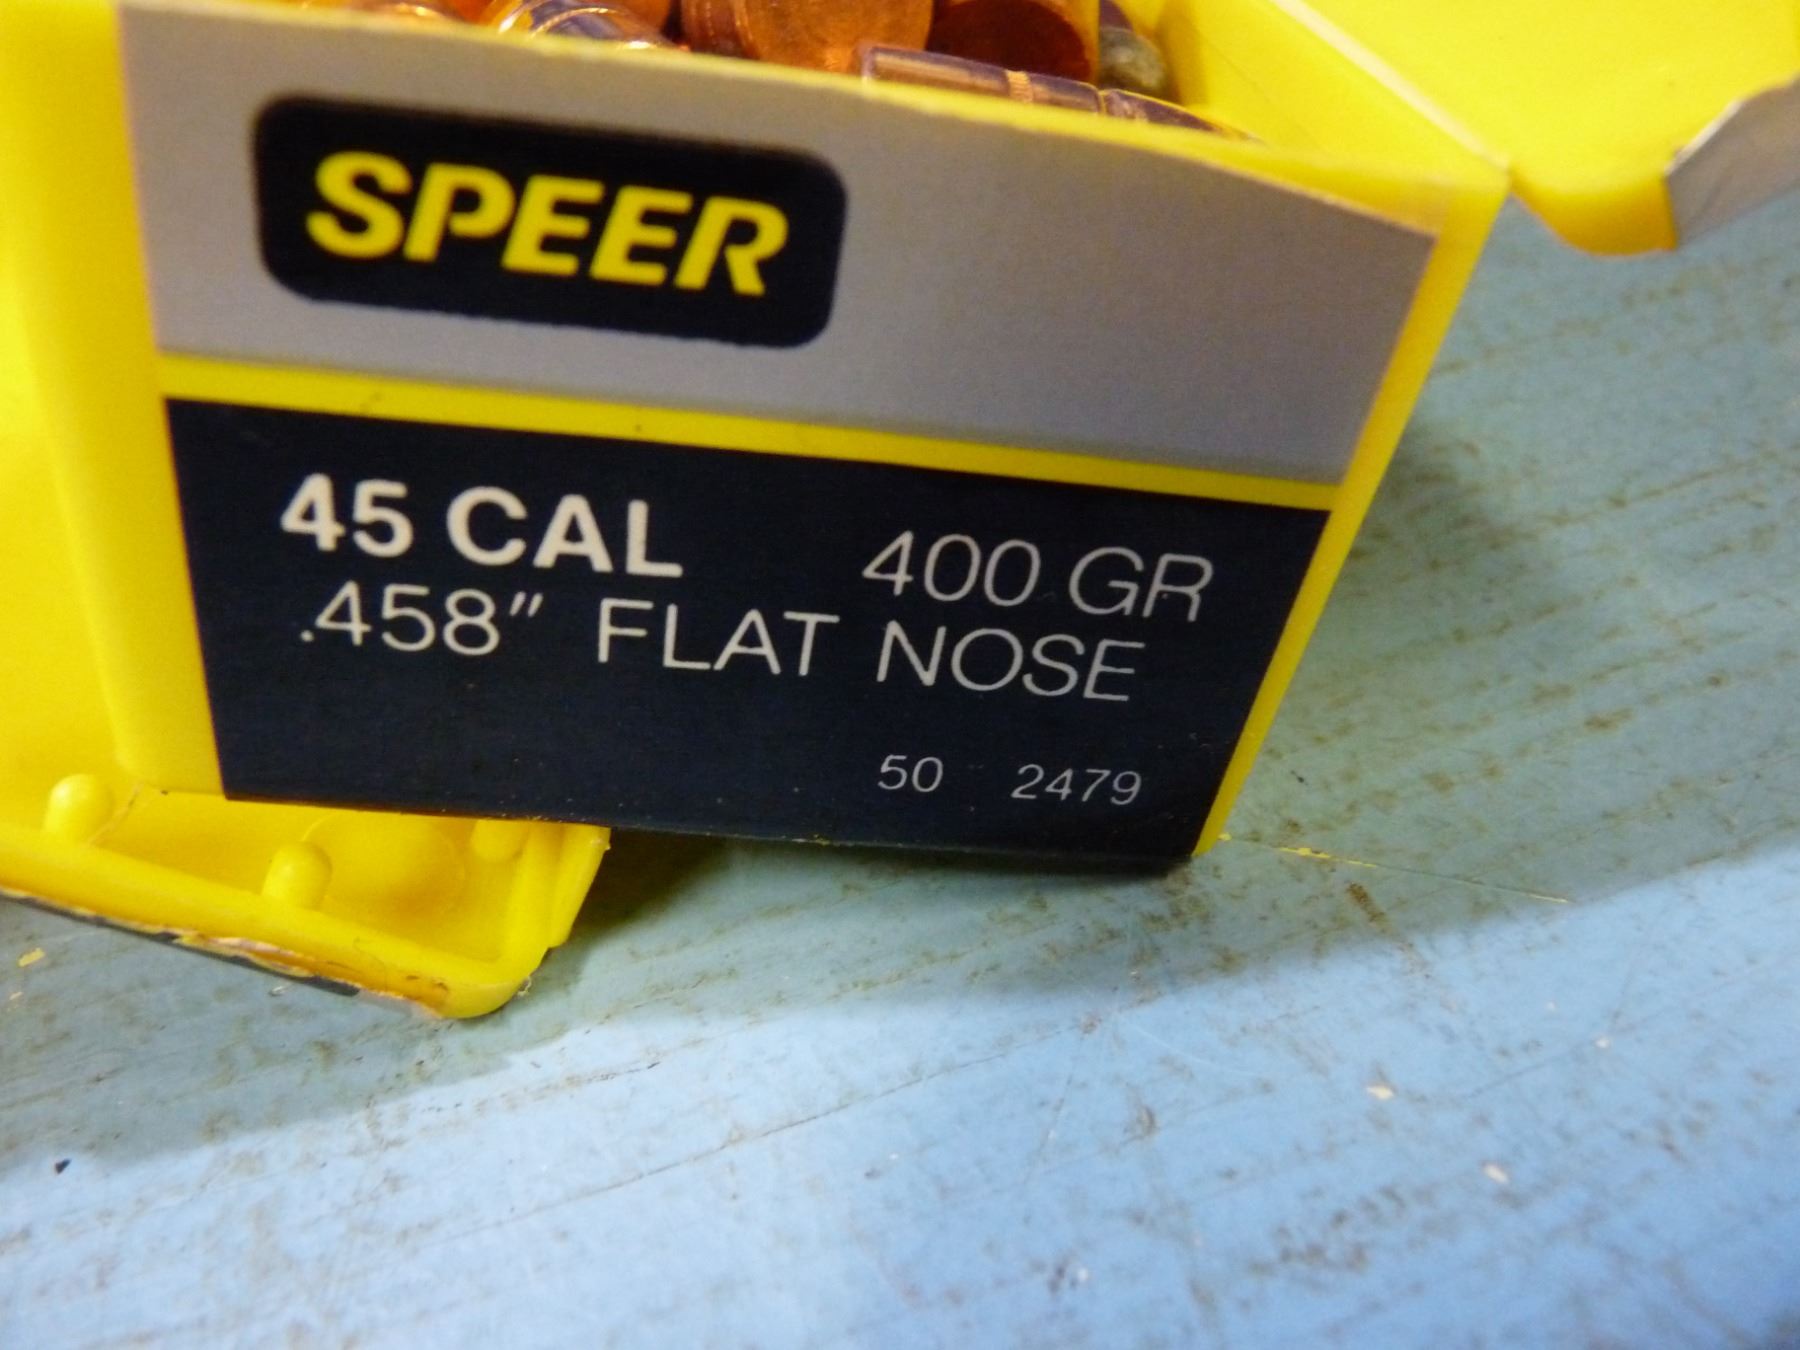 SPEER
45 CAL 400 GR
.458" FLAT NOSE
50 2479